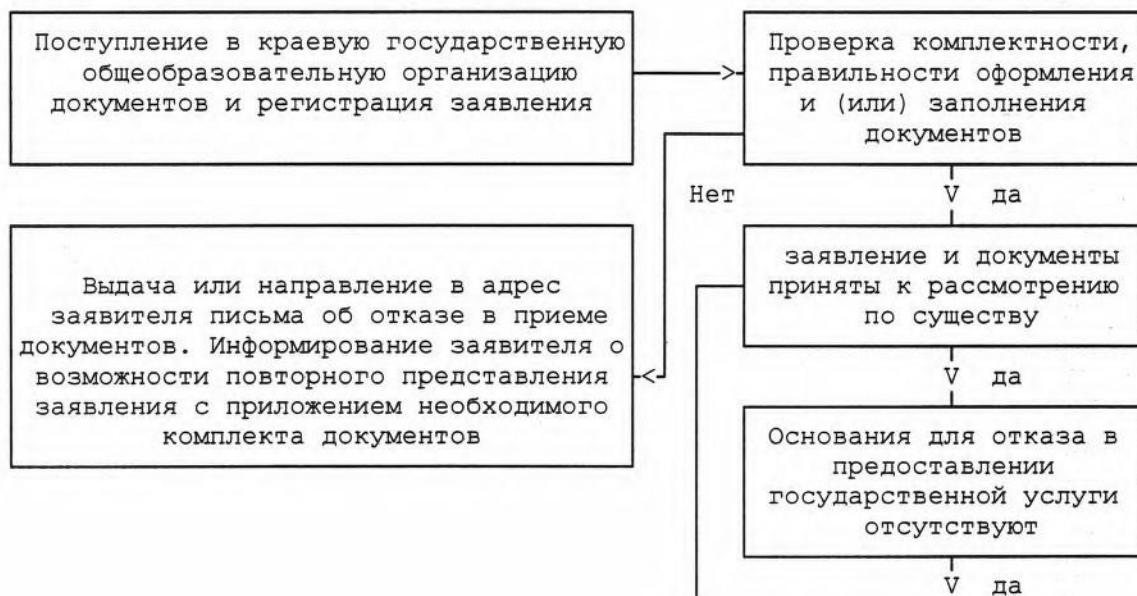 Поступление в краевую государственную
общеобразовательную организацию
документов и регистрация заявления
Проверка комплектности,
правильности оформления
и (или) заполнения
документов
Нет
да
заявление и документы
приняты к рассмотрению
по существу
да
Выдача или направление в адрес
заявителя письма об отказе в приеме
документов. Информирование заявителя о
возможности повторного представления
заявления с приложением необходимого
комплекта документов
Основания для отказа в
предоставлении
государственной услуги
отсутствуют
да